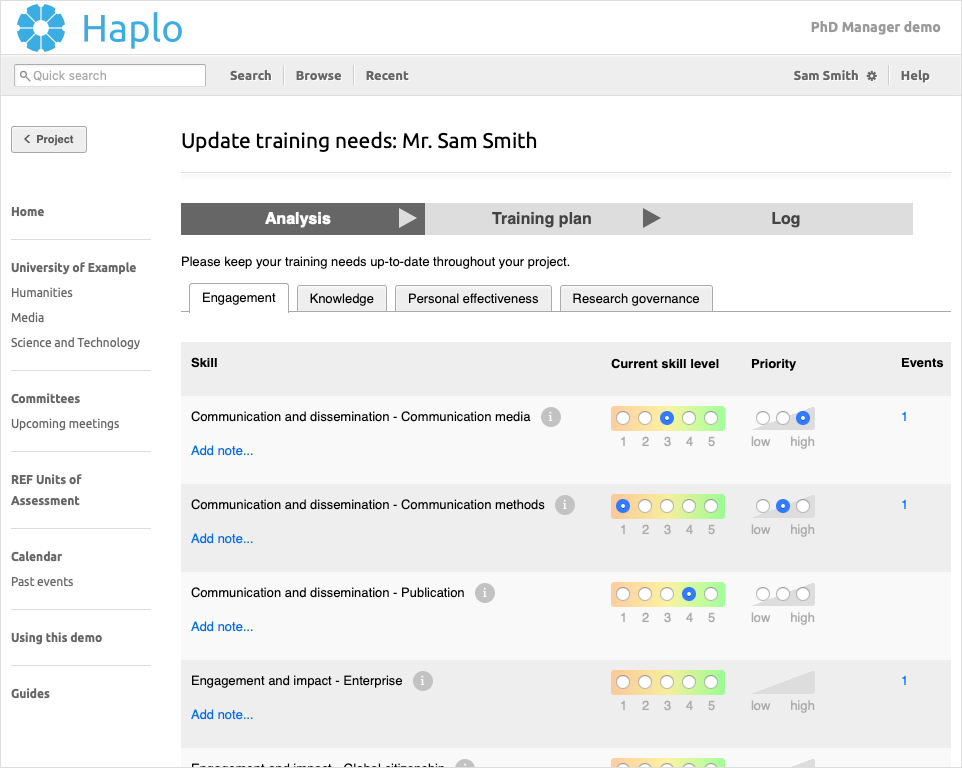 Haplo
PhD Manager demo
Quick search
Search
Browse
Recent
Sam Smith
Help
Project
Update training needs: Mr. Sam Smith
Home
University of Example
Humanities
Media
Science and Technology
Committees
Upcoming meetings
REF Units of
Assessment
Calendar
Past events
Using this demo
Guides
Analysis
Training plan
Log
Please keep your training needs up-to-date throughout your project.
Engagement
Knowledge
Personal effectiveness
Research governance
Skill
Current skill level
Priority
Events
Communication and dissemination - Communication media
i
1
Add note...
1 2 3 4 5
low high
Communication and dissemination - Communication methods
i
1
Add note...
1 2 3 4 5
low high
Communication and dissemination - Publication
i
Add note...
1 2 3 4 5
low high
Engagement and impact - Enterprise
i
1
Add note...
1 2 3 4 5
low high
Engagement and impact - Global citizenship